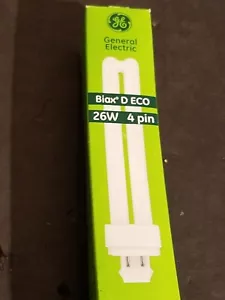 GE
General
Electric
Biax® D ECO
26W 4 pin